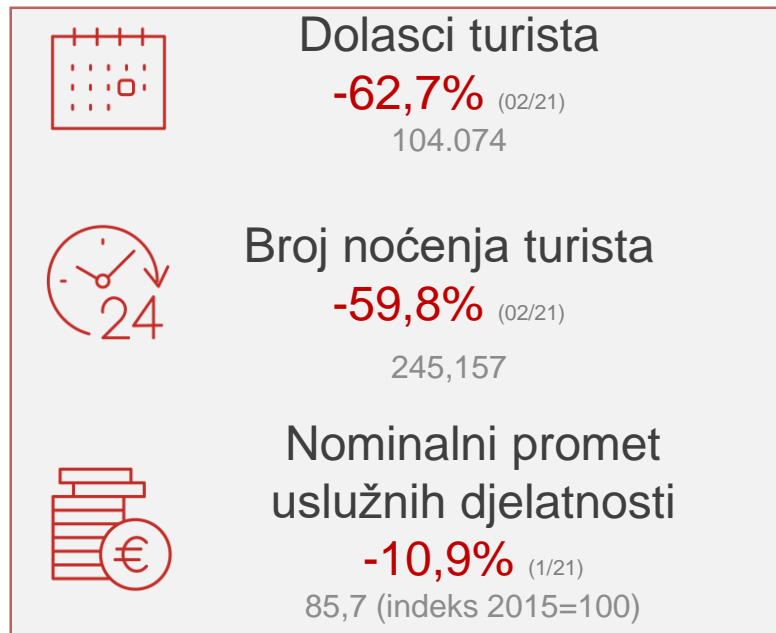 Dolasci turista
-62,7% (02/21)
104.074
Broj noćenja turista
-59,8% (02/21)
24
245,157
Nominalni promet
uslužnih djelatnosti
-10,9% (1/21)
€
85,7 (indeks 2015=100)